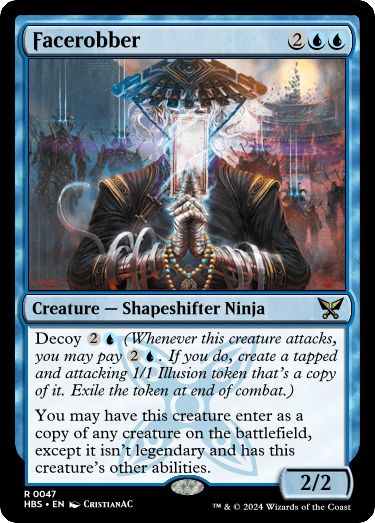 Facerobber 2UU
Creature — Shapeshifter Ninja
Decoy 2U (Whenever this creature attacks,
you may pay 2U. If you do, create a tapped
and attacking 1/1 Illusion token that's a copy
of it. Exile the token at end of combat.)
You may have this creature enter as a
copy of any creature on the battlefield,
except it isn't legendary and has this
creature's other abilities.
2/2
R 0047
HBS • EN CristianAC
™ & © 2024 Wizards of the Coast